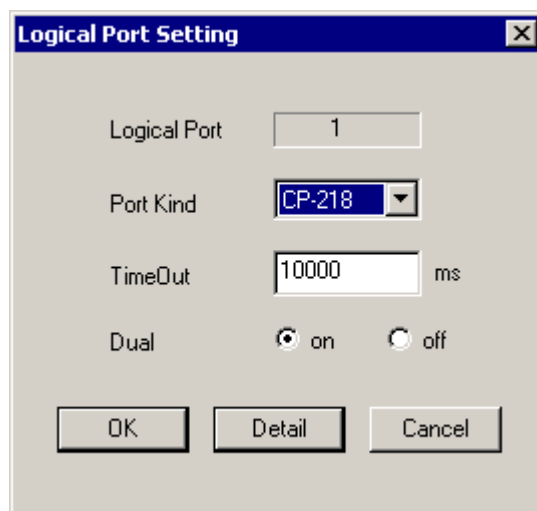 Logical Port Setting
Logical Port 1
Port Kind CP-218
TimeOut 10000 ms
Dual on off
OK Detail Cancel